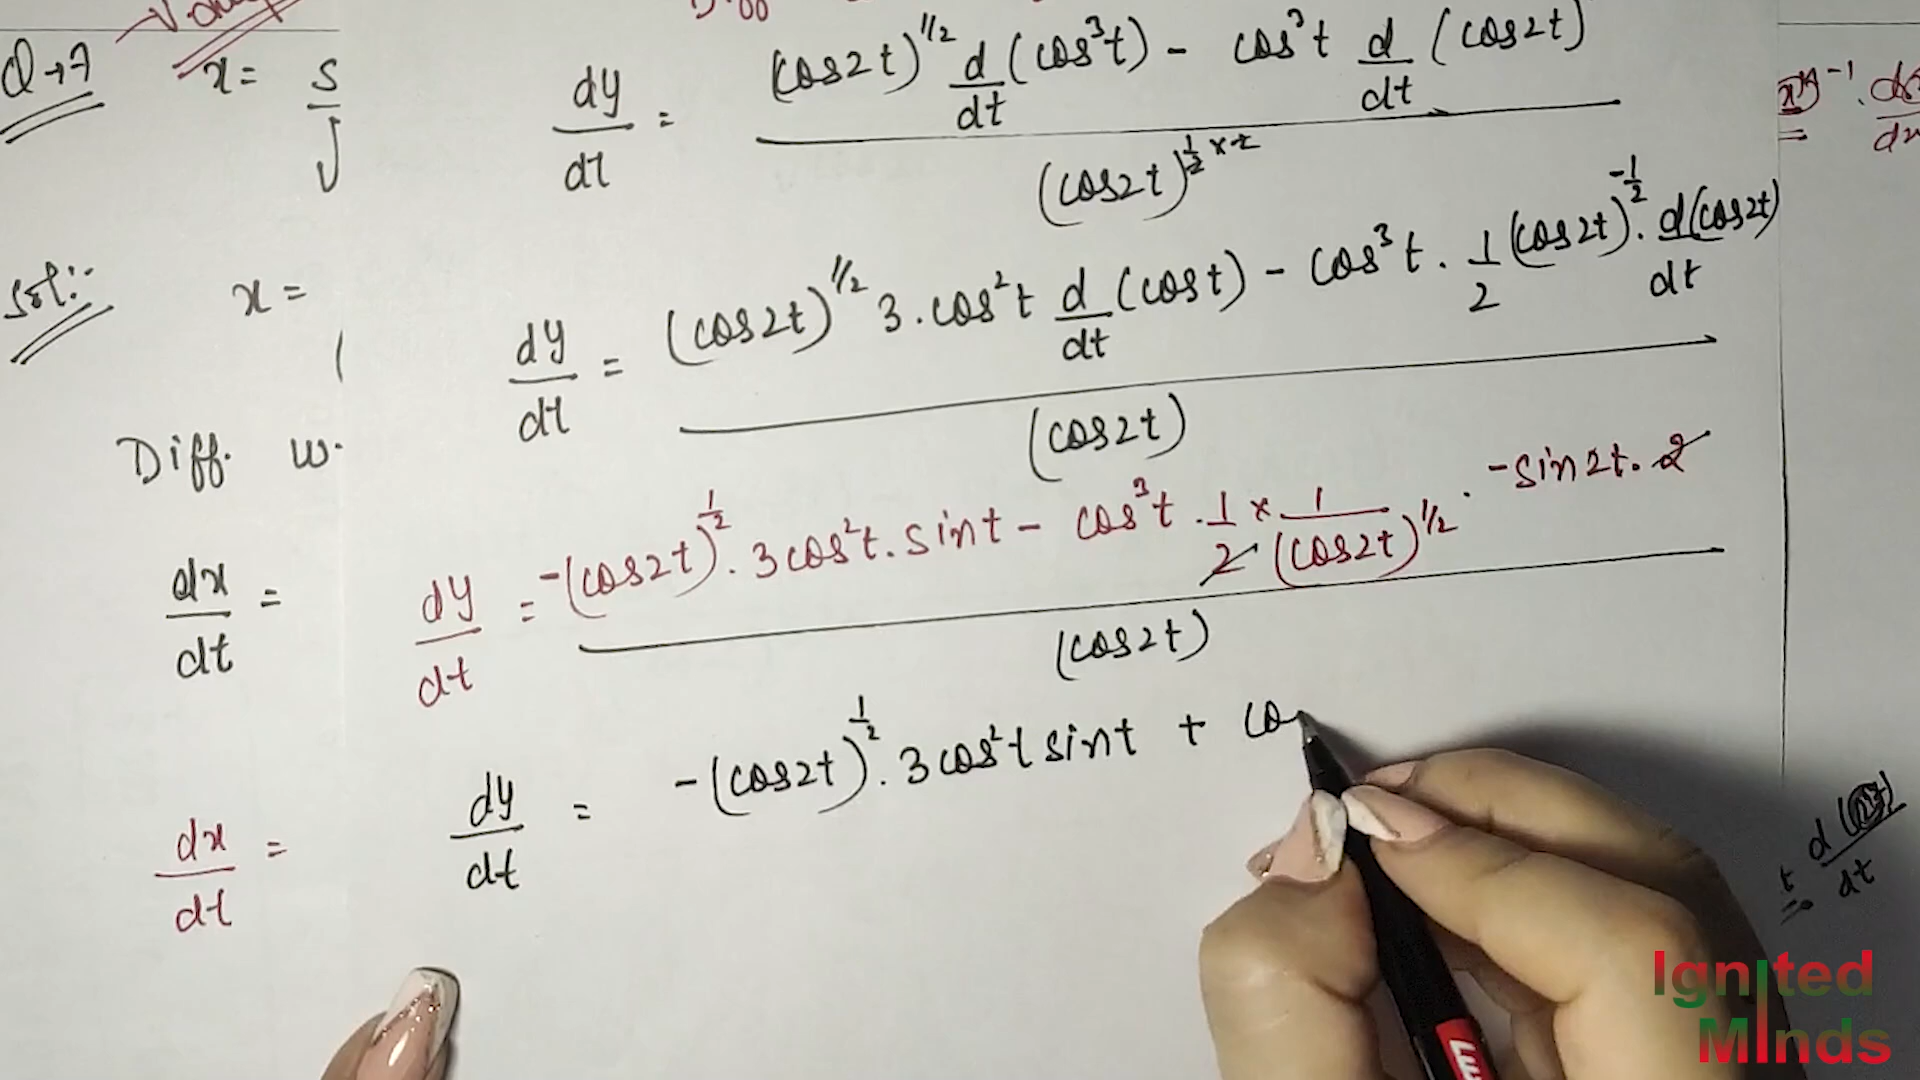 Q→7 x = s
dy/dt = (cos2t)^1/2 d/dt (cos³t) - cos³t d/dt (cos2t)
(cos2t)^1/2×2
Sol:- x =
dy/dt = (cos2t)^1/2 3.cos²t d/dt (cost) - cos³t . 1/2 (cos2t)^-1/2 . d(cos2t)/dt
(cos2t)
Diff. w.
dx/dt =
dy/dt = -(cos2t)^1/2 . 3cos²t . sint - cos³t . 1/2 × 1/(cos2t)^1/2 . -sin2t.2
(cos2t)
dy/dt = -(cos2t)^1/2 . 3cos²t sint + co
dx/dt =
t d/dt
Ignited
Minds